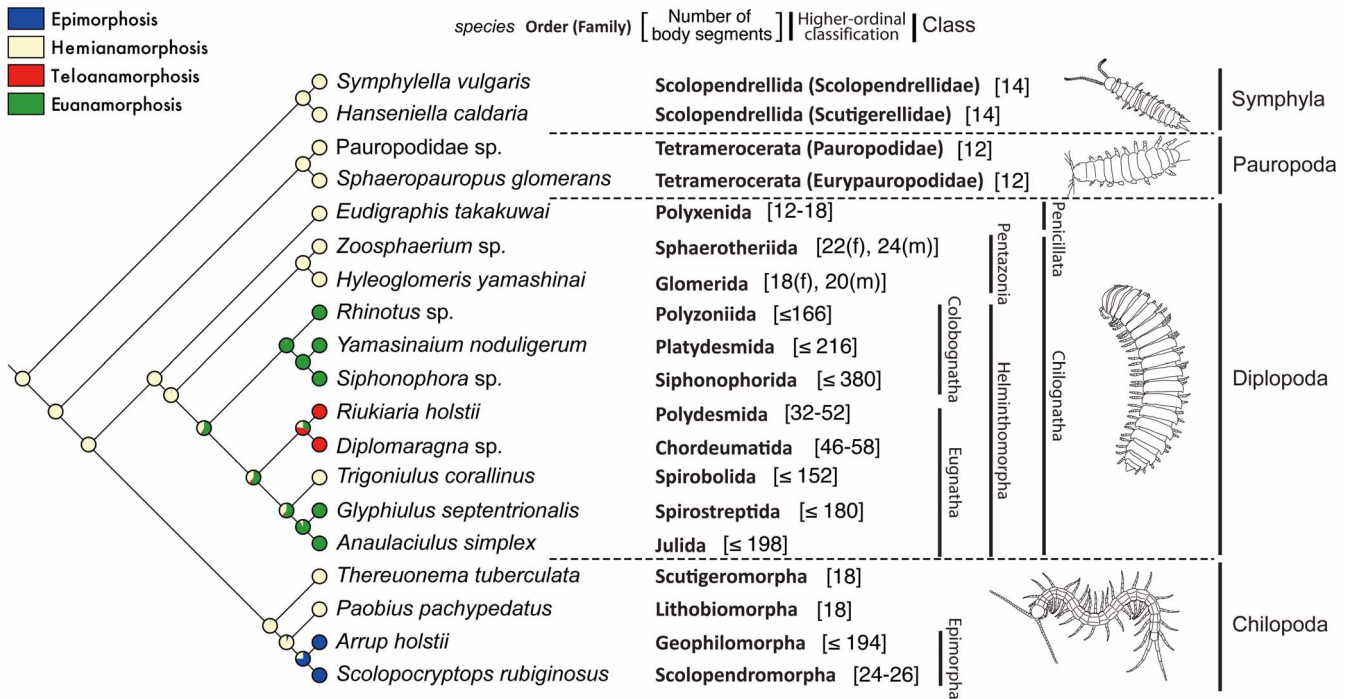 Epimorphosis
Hemianamorphosis
Teloanamorphosis
Euanamorphosis
species Order (Family) [Number of body segments] Higher-ordinal classification Class
Symphylella vulgaris Scolopendrellida (Scolopendrellidae) [14]
Hanseniella caldaria Scolopendrellida (Scutigerellidae) [14]
Symphyla
Pauropodidae sp. Tetramerocerata (Pauropodidae) [12]
Sphaeropauropus glomerans Tetramerocerata (Eurypauropodidae) [12]
Pauropoda
Eudigraphis takakuwai Polyxenida [12-18]
Zoosphaerium sp. Sphaerotheriida [22(f), 24(m)]
Hyleoglomeris yamashinai Glomerida [18(f), 20(m)]
Rhinotus sp. Polyzoniida [≤166]
Yamasinaium noduligerum Platydesmida [≤ 216]
Siphonophora sp. Siphonophorida [≤ 380]
Riukiaria holstii Polydesmida [32-52]
Diplomaragna sp. Chordeumatida [46-58]
Trigoniulus corallinus Spirobolida [≤ 152]
Glyphiulus septentrionalis Spirostreptida [≤ 180]
Anaulaciulus simplex Julida [≤ 198]
Colobognatha
Eugnatha
Pentazonia
Helminthomorpha
Penicillata
Chilognatha
Diplopoda
Thereuonema tuberculata Scutigeromorpha [18]
Paobius pachypedatus Lithobiomorpha [18]
Arrup holstii Geophilomorpha [≤ 194]
Scolopocryptops rubiginosus Scolopendromorpha [24-26]
Epimorpha
Chilopoda